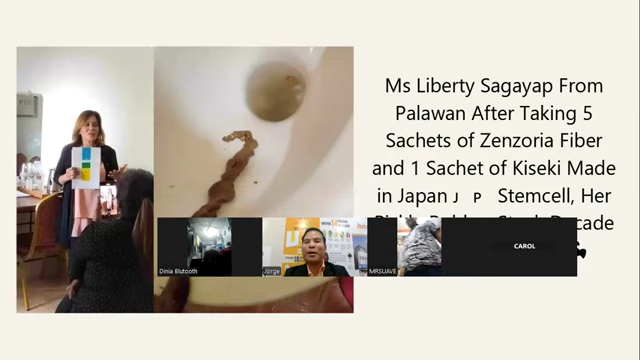 Ms Liberty Sagayap From
Palawan After Taking 5
Sachets of Zenzoria Fiber
and 1 Sachet of Kiseki Made
in Japan J P Stemcell, Her
Dinia Blutooth
Jorge
MRSUAVE
CAROL